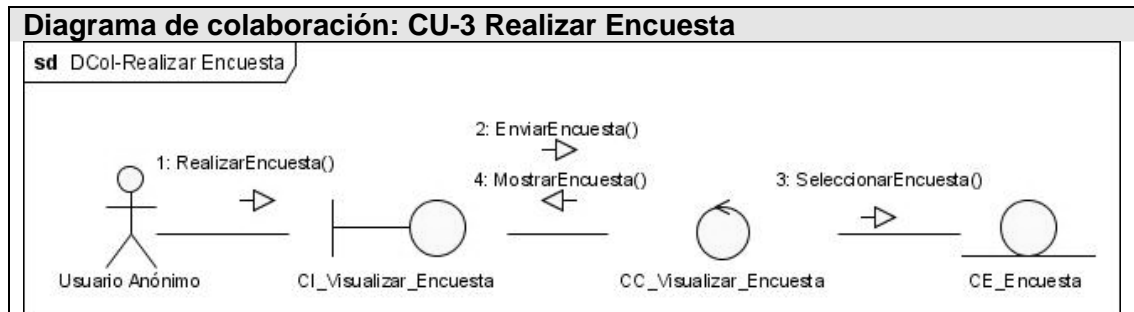 Diagrama de colaboración: CU-3 Realizar Encuesta
sd DCol-Realizar Encuesta
2: EnviarEncuesta()
1: RealizarEncuesta()
4: MostrarEncuesta()
3: SeleccionarEncuesta()
Usuario Anónimo
CI_Visualizar_Encuesta
CC_Visualizar_Encuesta
CE_Encuesta